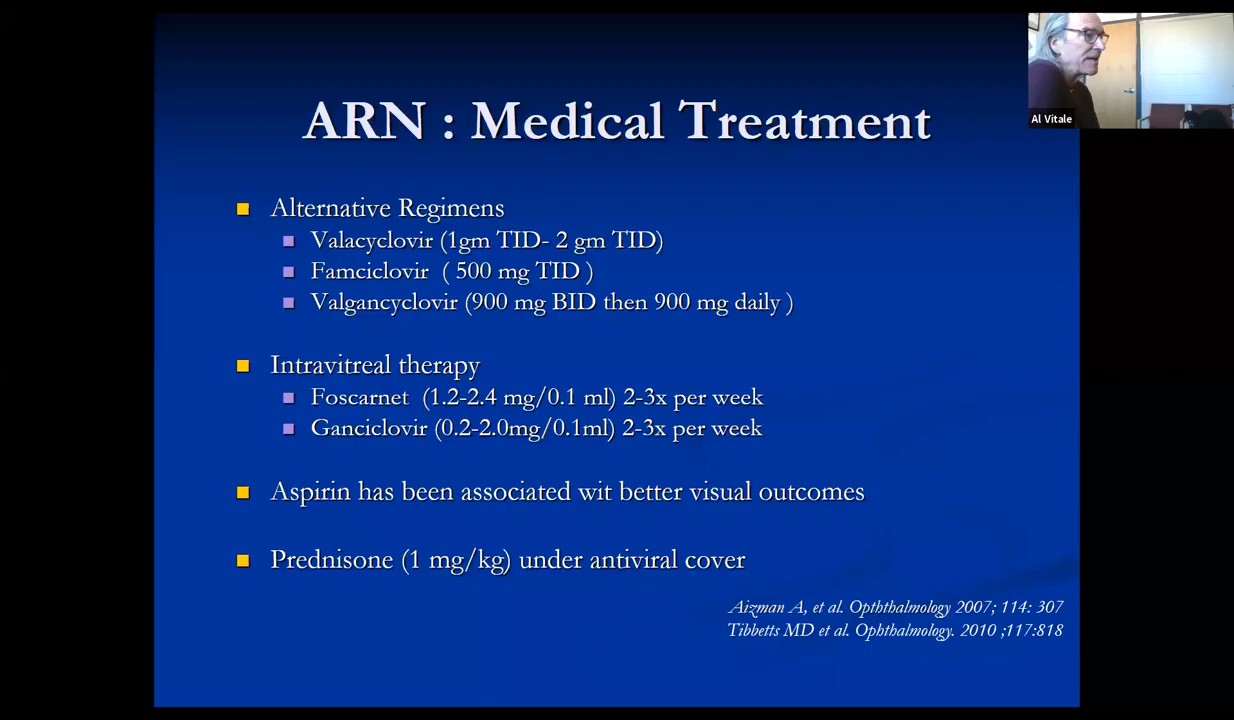 ARN : Medical Treatment
Al Vitale
Alternative Regimens
Valacyclovir (1gm TID- 2 gm TID)
Famciclovir ( 500 mg TID )
Valgancyclovir (900 mg BID then 900 mg daily )
Intravitreal therapy
Foscarnet (1.2-2.4 mg/0.1 ml) 2-3x per week
Ganciclovir (0.2-2.0mg/0.1ml) 2-3x per week
Aspirin has been associated wit better visual outcomes
Prednisone (1 mg/kg) under antiviral cover
Aizman A, et al. Opththalmology 2007; 114: 307
Tibbetts MD et al. Ophthalmology. 2010 ;117:818